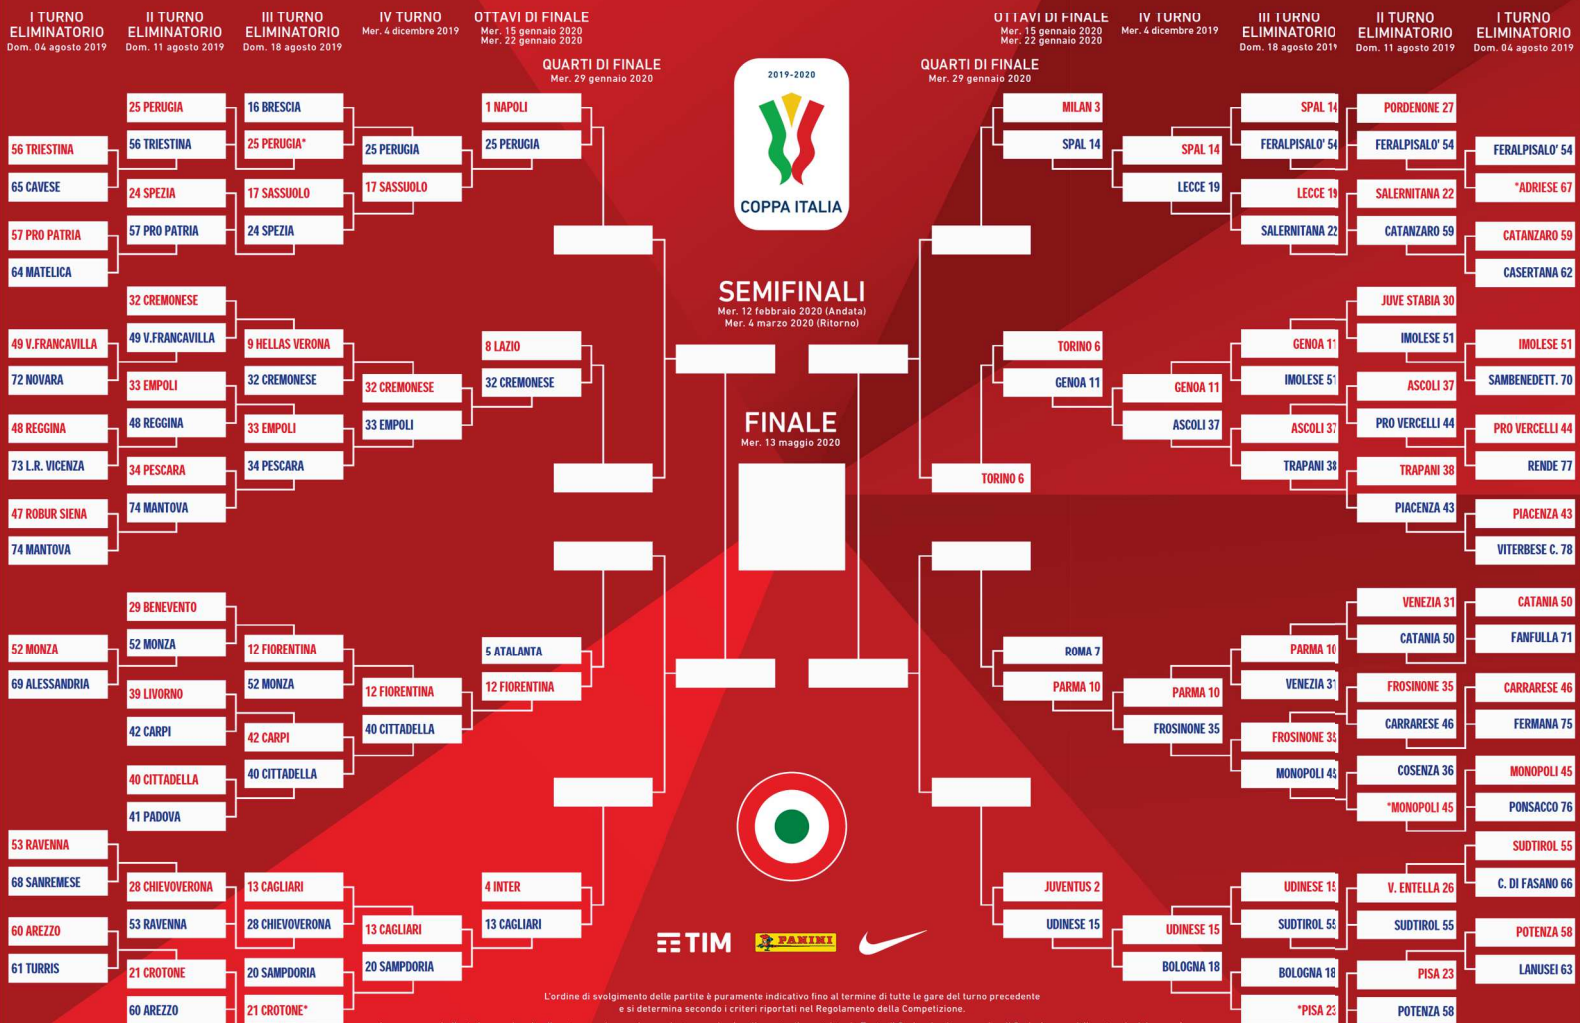 I TURNO
ELIMINATORIO
Dom. 04 agosto 2019
II TURNO
ELIMINATORIO
Dom. 11 agosto 2019
III TURNO
ELIMINATORIO
Dom. 18 agosto 2019
IV TURNO
Mer. 4 dicembre 2019
OTTAVI DI FINALE
Mer. 15 gennaio 2020
Mer. 22 gennaio 2020
QUARTI DI FINALE
Mer. 29 gennaio 2020
OTTAVI DI FINALE
Mer. 15 gennaio 2020
Mer. 22 gennaio 2020
QUARTI DI FINALE
Mer. 29 gennaio 2020
IV TURNO
Mer. 4 dicembre 2019
III TURNO
ELIMINATORIO
Dom. 18 agosto 2019
II TURNO
ELIMINATORIO
Dom. 11 agosto 2019
I TURNO
ELIMINATORIO
Dom. 04 agosto 2019
56 TRIESTINA
65 CAVESE
57 PRO PATRIA
64 MATELICA
49 V.FRANCAVILLA
72 NOVARA
48 REGGINA
73 L.R. VICENZA
47 ROBUR SIENA
74 MANTOVA
52 MONZA
69 ALESSANDRIA
53 RAVENNA
68 SANREMESE
60 AREZZO
61 TURRIS
25 PERUGIA
56 TRIESTINA
24 SPEZIA
57 PRO PATRIA
32 CREMONESE
49 V.FRANCAVILLA
33 EMPOLI
48 REGGINA
34 PESCARA
74 MANTOVA
29 BENEVENTO
52 MONZA
39 LIVORNO
42 CARPI
40 CITTADELLA
41 PADOVA
28 CHIEVOVERONA
53 RAVENNA
21 CROTONE
60 AREZZO
16 BRESCIA
25 PERUGIA*
17 SASSUOLO
24 SPEZIA
9 HELLAS VERONA
32 CREMONESE
33 EMPOLI
34 PESCARA
12 FIORENTINA
52 MONZA
42 CARPI
40 CITTADELLA
13 CAGLIARI
28 CHIEVOVERONA
20 SAMPDORIA
21 CROTONE*
25 PERUGIA
17 SASSUOLO
32 CREMONESE
33 EMPOLI
12 FIORENTINA
40 CITTADELLA
13 CAGLIARI
20 SAMPDORIA
1 NAPOLI
25 PERUGIA
8 LAZIO
32 CREMONESE
5 ATALANTA
12 FIORENTINA
4 INTER
13 CAGLIARI
2019-2020
COPPA ITALIA
SEMIFINALI
Mer. 12 febbraio 2020 (Andata)
Mer. 4 marzo 2020 (Ritorno)
FINALE
Mer. 13 maggio 2020
TIM
PANINI
L'ordine di svolgimento delle partite è puramente indicativo fino al termine di tutte le gare del turno precedente
e si determina secondo i criteri riportati nel Regolamento della Competizione.
TORINO 6
MILAN 3
SPAL 14
TORINO 6
GENOA 11
ROMA 7
PARMA 10
JUVENTUS 2
UDINESE 15
SPAL 14
LECCE 19
GENOA 11
ASCOLI 37
PARMA 10
FROSINONE 35
UDINESE 15
BOLOGNA 18
SPAL 14
FERALPISALO' 54
LECCE 19
SALERNITANA 22
GENOA 11
IMOLESE 51
ASCOLI 37
TRAPANI 38
PARMA 10
VENEZIA 31
FROSINONE 35
MONOPOLI 45
UDINESE 15
SUDTIROL 55
BOLOGNA 18
*PISA 23
PORDENONE 27
FERALPISALO' 54
SALERNITANA 22
CATANZARO 59
JUVE STABIA 30
IMOLESE 51
ASCOLI 37
PRO VERCELLI 44
TRAPANI 38
PIACENZA 43
VENEZIA 31
CATANIA 50
FROSINONE 35
CARRARESE 46
COSENZA 36
*MONOPOLI 45
V. ENTELLA 26
SUDTIROL 55
PISA 23
POTENZA 58
FERALPISALO' 54
*ADRIESE 67
CATANZARO 59
CASERTANA 62
IMOLESE 51
SAMBENEDETT. 70
PRO VERCELLI 44
RENDE 77
PIACENZA 43
VITERBESE C. 78
CATANIA 50
FANFULLA 71
CARRARESE 46
FERMANA 75
MONOPOLI 45
PONSACCO 76
SUDTIROL 55
C. DI FASANO 66
POTENZA 58
LANUSEI 63